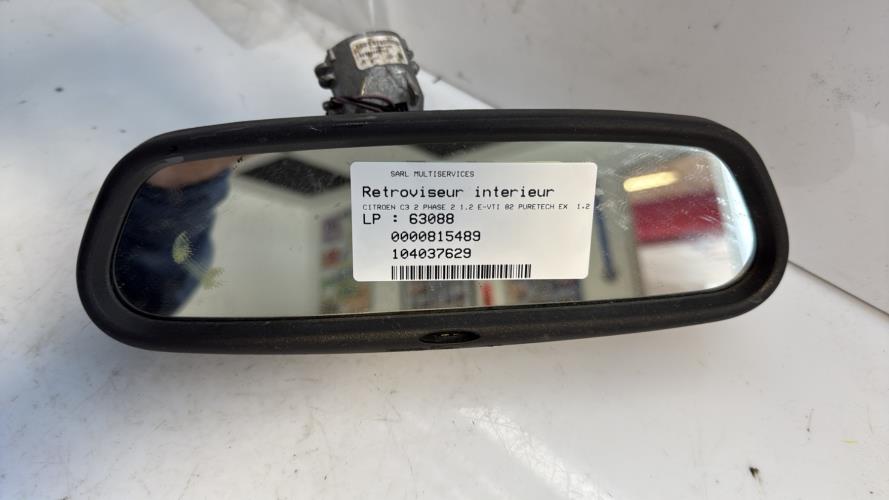 SARL MULTISERVICES
Retroviseur interieur
CITROEN C3 2 PHASE 2 1.2 E-VTI 82 PURETECH EX 1.2
LP : 63088
0000815489
104037629